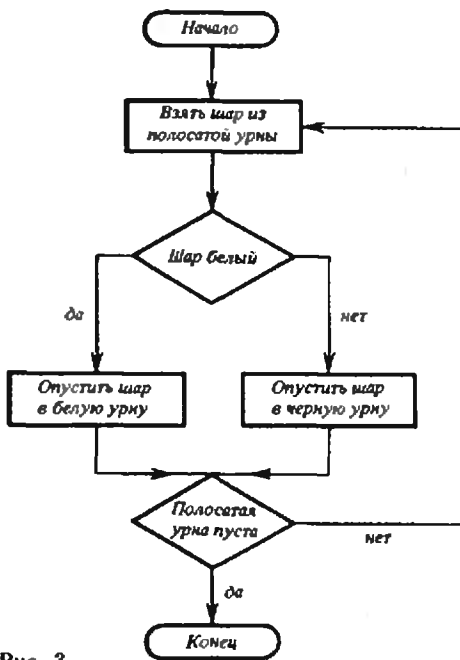 Начало
Взять шар из
полосатой урны
Шар белый
да
нет
Опустить шар
в белую урну
Опустить шар
в черную урну
Полосатая
урна пуста
нет
да
Конец
Рис. 3